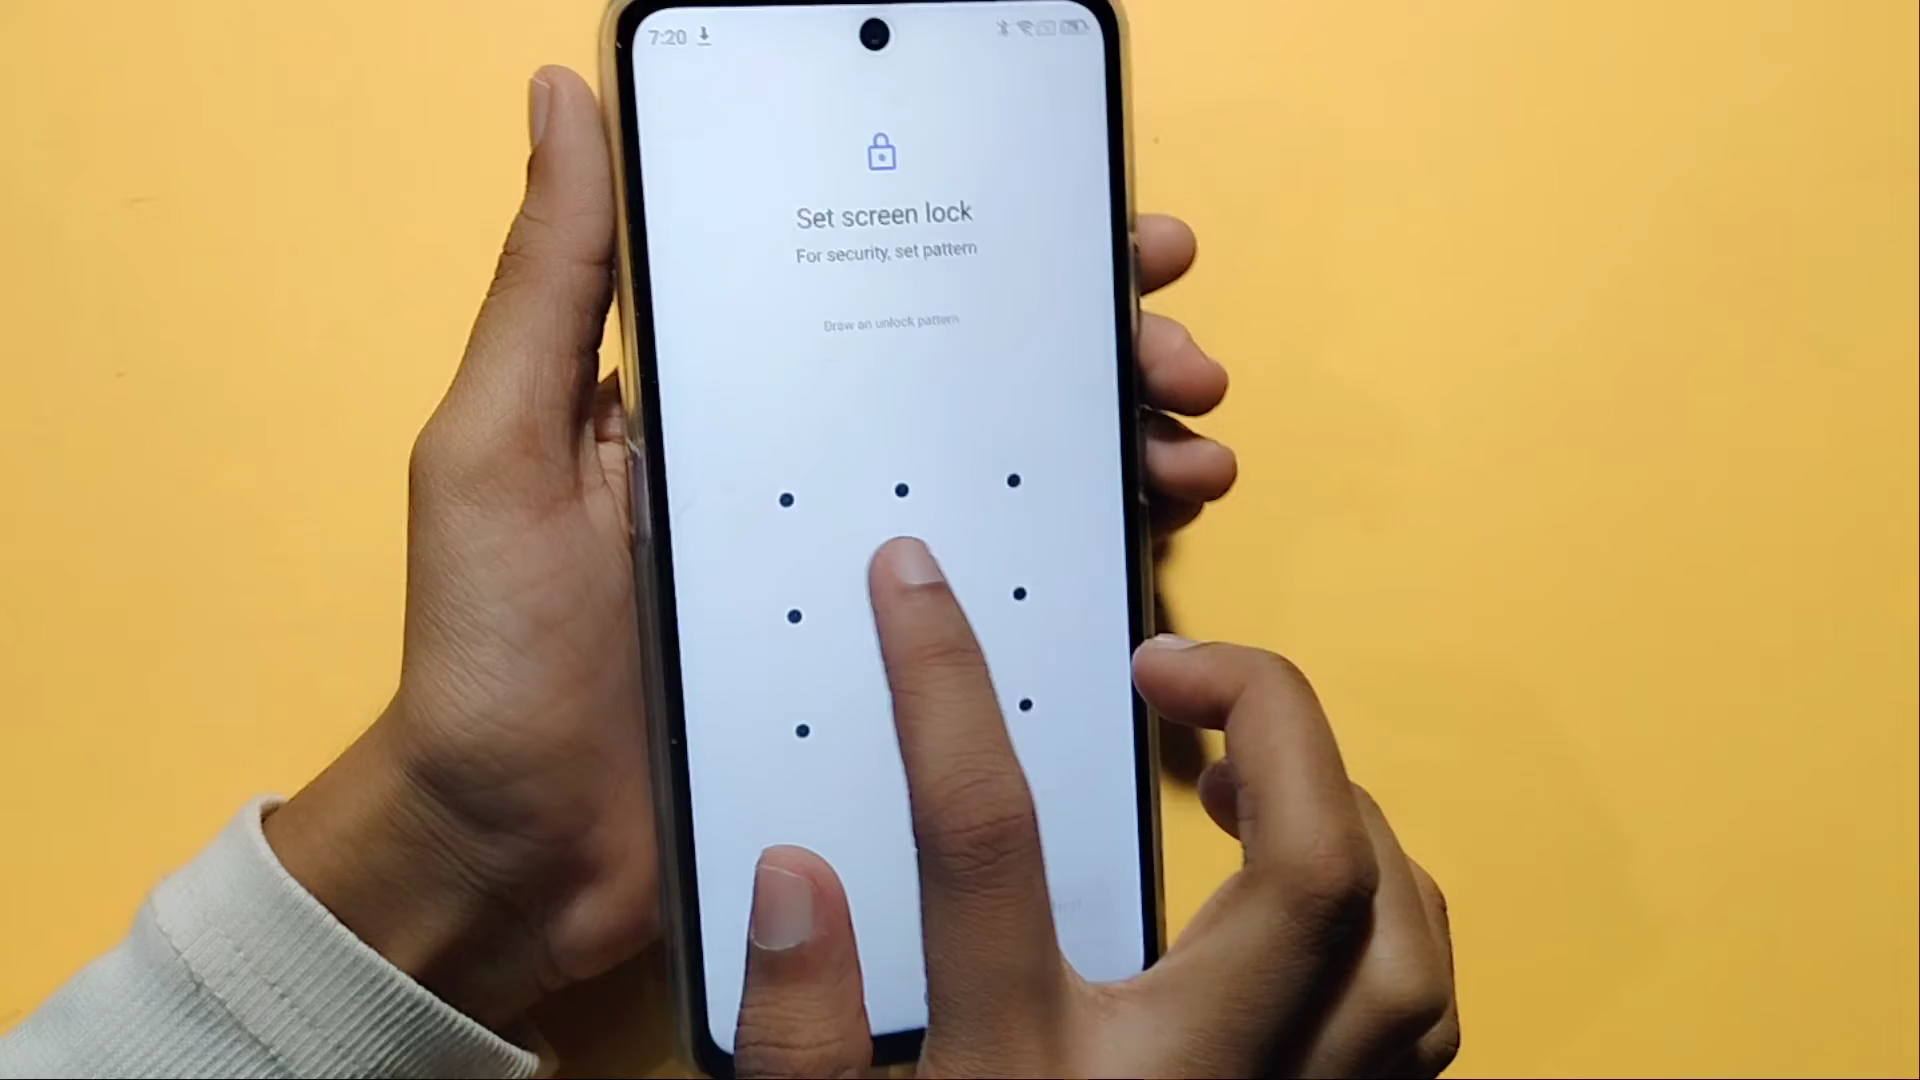 7:20
Set screen lock
For security, set pattern
Draw an unlock pattern